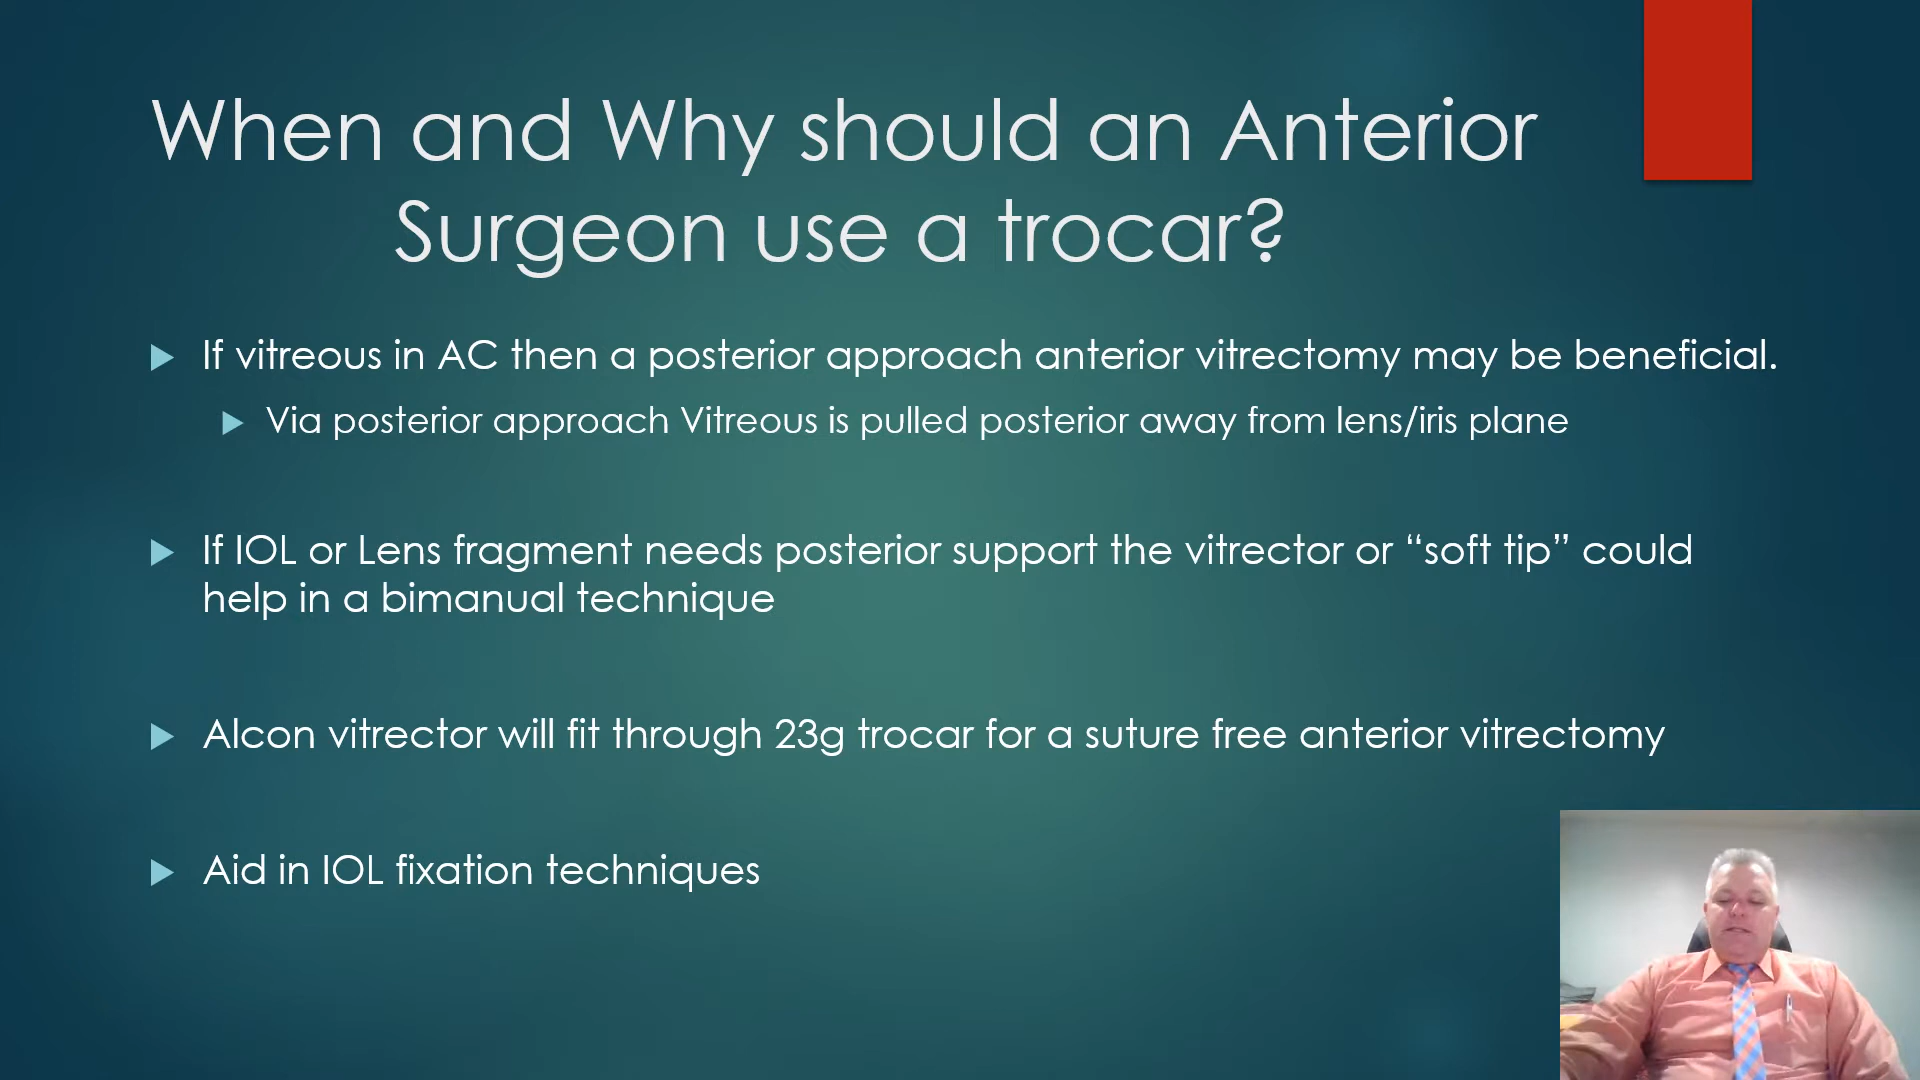 When and Why should an Anterior
Surgeon use a trocar?
If vitreous in AC then a posterior approach anterior vitrectomy may be beneficial.
Via posterior approach Vitreous is pulled posterior away from lens/iris plane
If IOL or Lens fragment needs posterior support the vitrector or “soft tip” could
help in a bimanual technique
Alcon vitrector will fit through 23g trocar for a suture free anterior vitrectomy
Aid in IOL fixation techniques